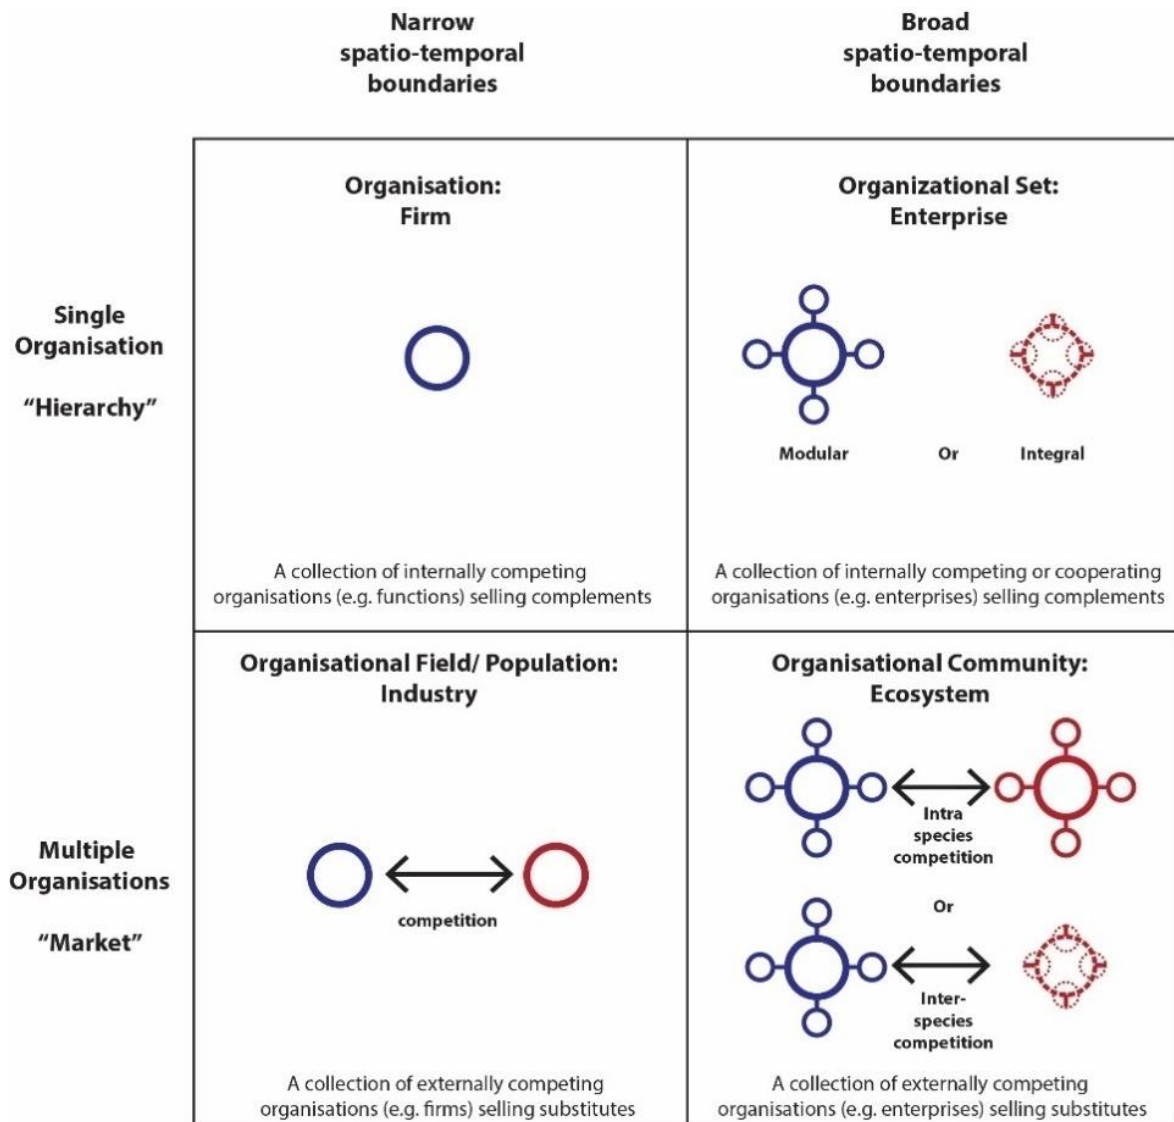 Narrow
spatio-temporal
boundaries
Broad
spatio-temporal
boundaries
Single
Organisation
“Hierarchy”
Organisation:
Firm
A collection of internally competing
organisations (e.g. functions) selling complements
Organizational Set:
Enterprise
Modular
Or
Integral
A collection of internally competing or cooperating
organisations (e.g. enterprises) selling complements
Multiple
Organisations
“Market”
Organisational Field/ Population:
Industry
competition
A collection of externally competing
organisations (e.g. firms) selling substitutes
Organisational Community:
Ecosystem
Intra
species
competition
Or
Inter-
species
competition
A collection of externally competing
organisations (e.g. enterprises) selling substitutes